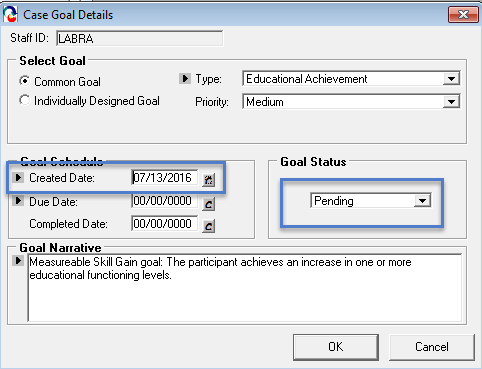 Case Goal Details
Staff ID: LABRA
Select Goal
Common Goal
Type: Educational Achievement
Individually Designed Goal
Priority: Medium
Goal Schedule
Goal Status
Created Date: 07/13/2016
Pending
Due Date: 00/00/0000 C
Completed Date: 00/00/0000 C
Goal Narrative
Measureable Skill Gain goal: The participant achieves an increase in one or more
educational functioning levels.
OK Cancel